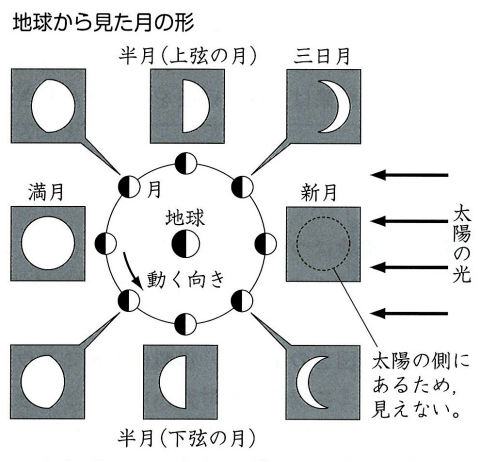 地球から見た月の形
半月(上弦の月)
三日月
満月
月
新月
地球
動く向き
太陽の光
太陽の側に
あるため,
見えない。
半月(下弦の月)